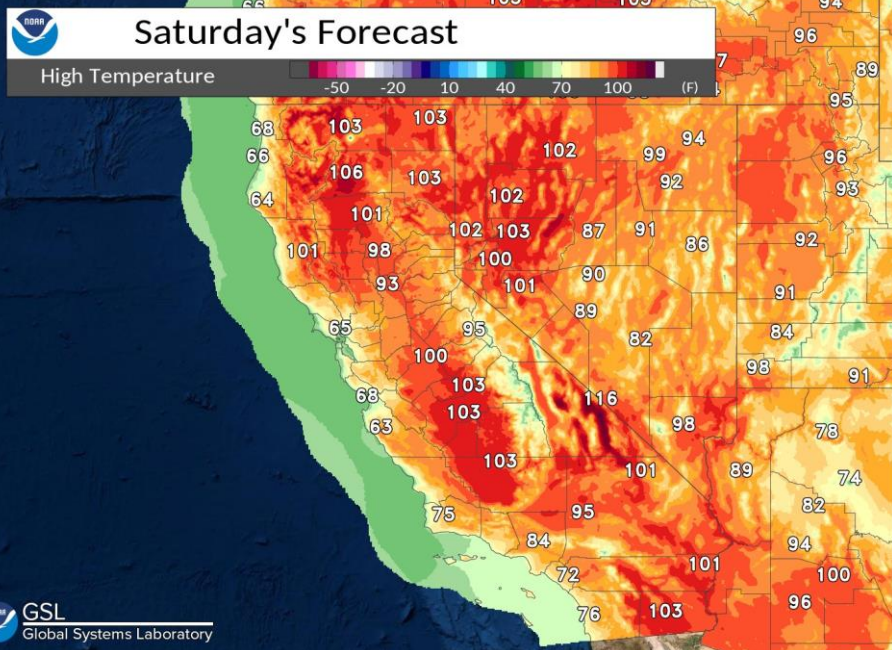 66 103 103 94
NOAA
Saturday's Forecast
96
High Temperature
-50 -20 10 40 70 100 (F)
89
95
68 103 103 102 94
66 99 96
64 106 103 102 92 93
101 102 103 87 91 86 92
101 98 100
93 101 90 91
65 95 89 82 84
100 98 91
68 103 116
63 103 98 78
103 101 89 74
75 95 82
84 94
72 101 100
76 103 96
GSL
Global Systems Laboratory